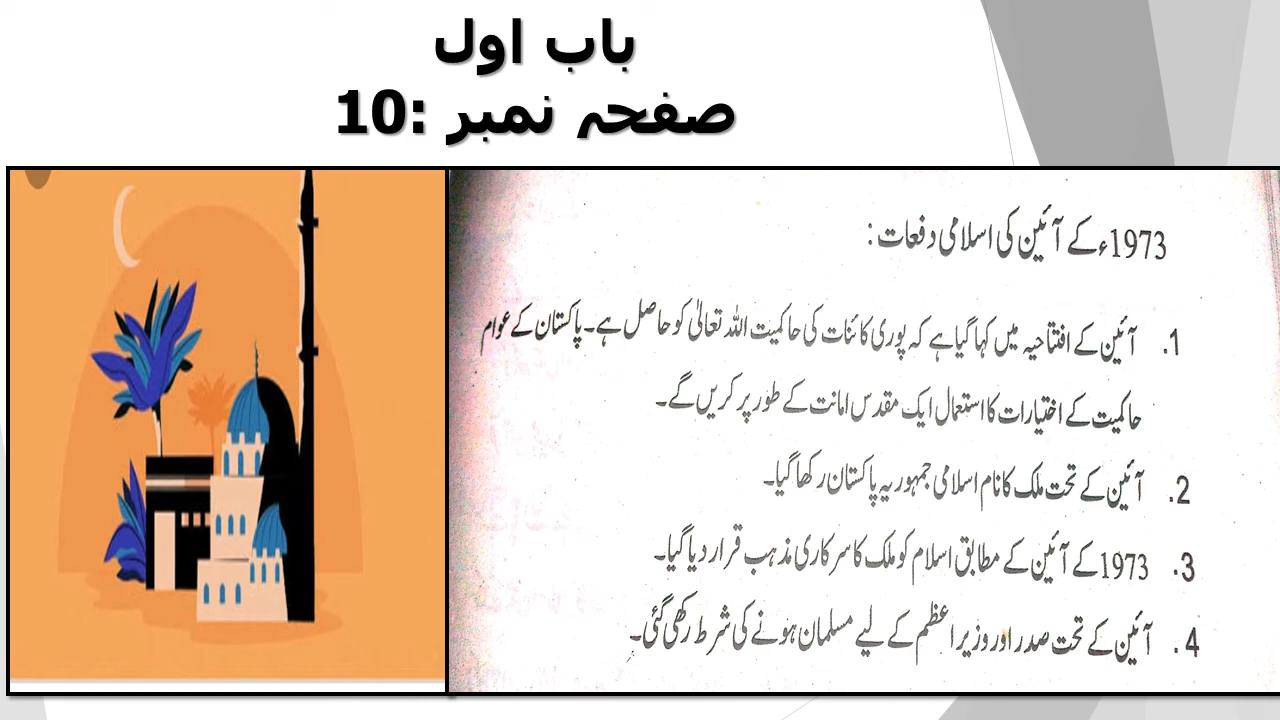 باب اول
صفحہ نمبر :10
1973ء کے آئین کی اسلامی دفعات:
1. آئین کے افتتاحیہ میں کہا گیا ہے کہ پوری کائنات کی حاکمیت اللہ تعالیٰ کو حاصل ہے۔ پاکستان کے عوام
حاکمیت کے اختیارات کا استعمال ایک مقدس امانت کے طور پر کریں گے۔
2. آئین کے تحت ملک کا نام اسلامی جمہوریہ پاکستان رکھا گیا۔
3. 1973 کے آئین کے مطابق اسلام کو ملک کا سرکاری مذہب قرار دیا گیا۔
4. آئین کے تحت صدر اور وزیر اعظم کے لیے مسلمان ہونے کی شرط رکھی گئی۔